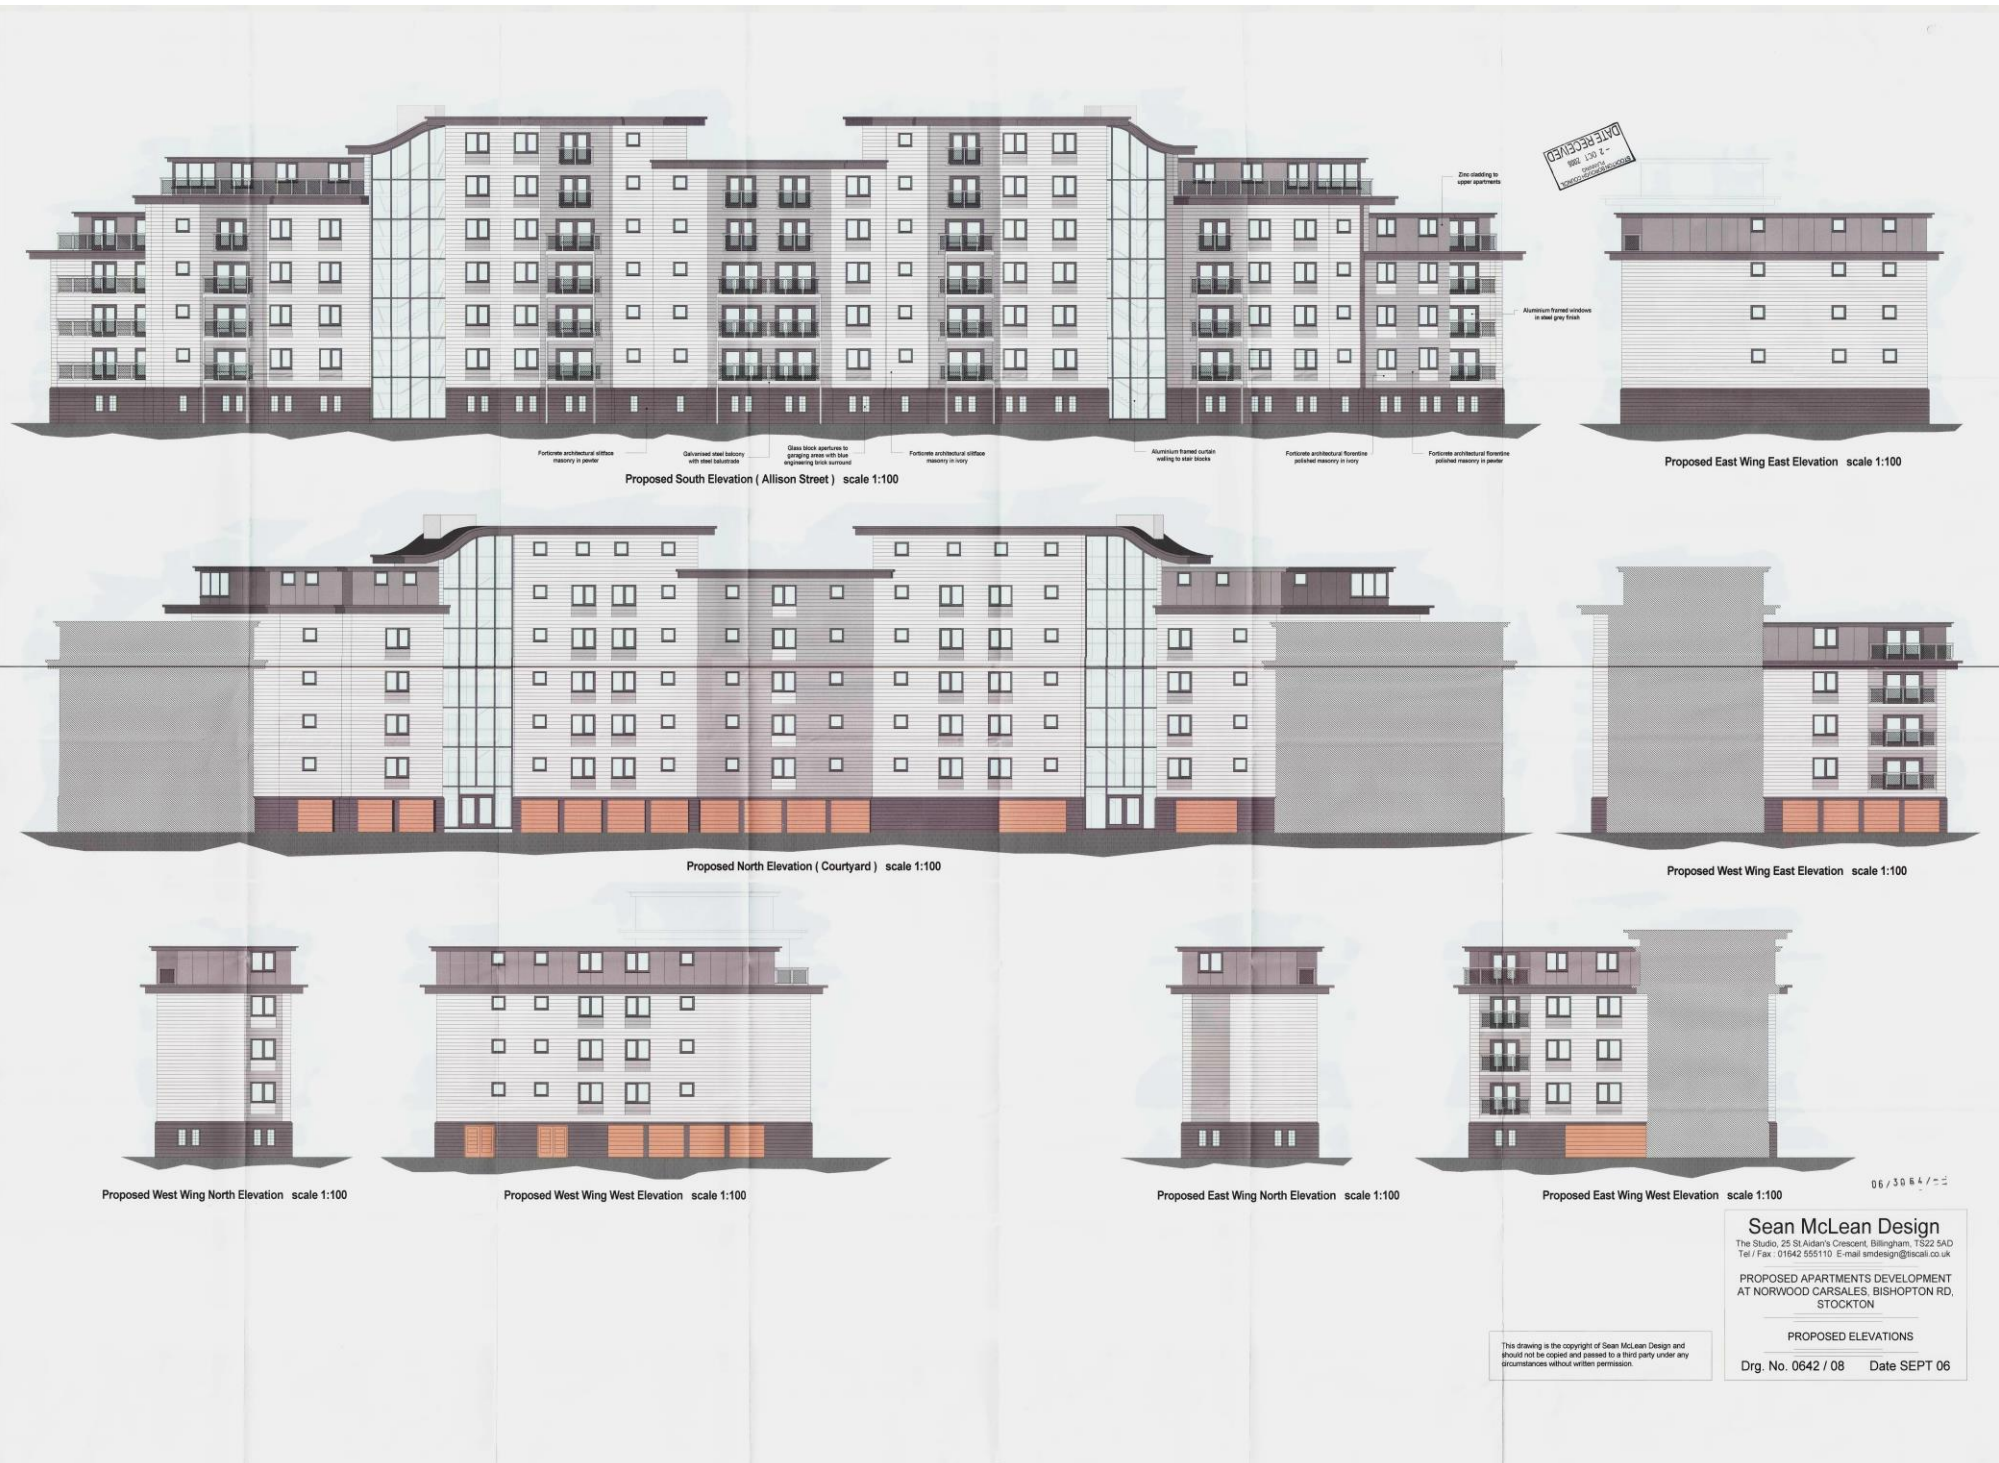 STOCKTON BOROUGH COUNCIL
PLANNING
- 2 OCT 2006
DATE RECEIVED
Zinc cladding to
upper apartments
Aluminium framed windows
in steel grey finish
Forticrete architectural slitface
masonry in pewter
Galvanised steel balcony
with steel balustrade
Glass block apertures to
garaging areas with blue
engineering brick surround
Forticrete architectural slitface
masonry in ivory
Aluminium framed curtain
walling to stair blocks
Forticrete architectural florentine
polished masonry in ivory
Forticrete architectural florentine
polished masonry in pewter
Proposed South Elevation ( Allison Street )   scale 1:100
Proposed East Wing East Elevation   scale 1:100
Proposed North Elevation ( Courtyard )   scale 1:100
Proposed West Wing East Elevation   scale 1:100
Proposed West Wing North Elevation   scale 1:100
Proposed West Wing West Elevation   scale 1:100
Proposed East Wing North Elevation   scale 1:100
Proposed East Wing West Elevation   scale 1:100
Sean McLean Design
The Studio, 25 St.Aidan's Crescent, Billingham, TS22 5AD
Tel / Fax : 01642 555110  E-mail smdesign@tiscali.co.uk
PROPOSED APARTMENTS DEVELOPMENT
AT NORWOOD CARSALES, BISHOPTON RD,
STOCKTON
PROPOSED ELEVATIONS
Drg. No. 0642 / 08   Date SEPT 06
This drawing is the copyright of Sean McLean Design and
should not be copied and passed to a third party under any
circumstances without written permission.